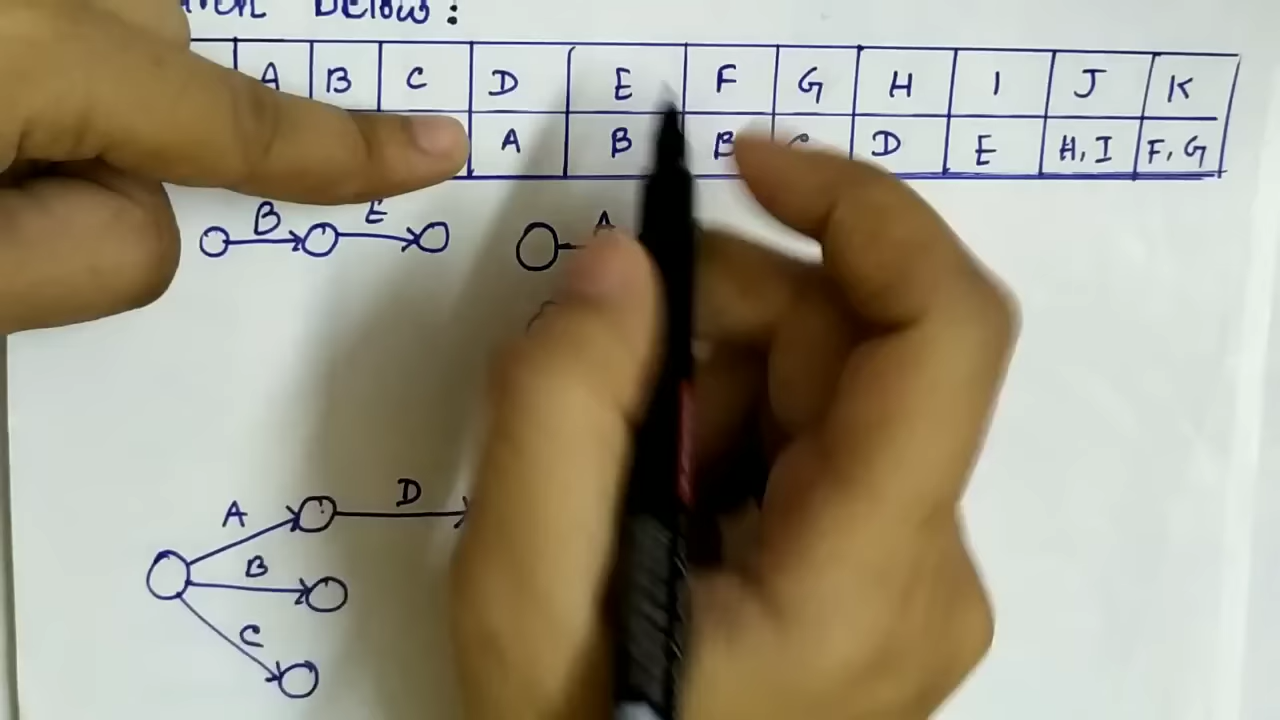 Below:
A B C D E F G H I J K
A B B C D E H, I F, G
B E A
A D
B
C